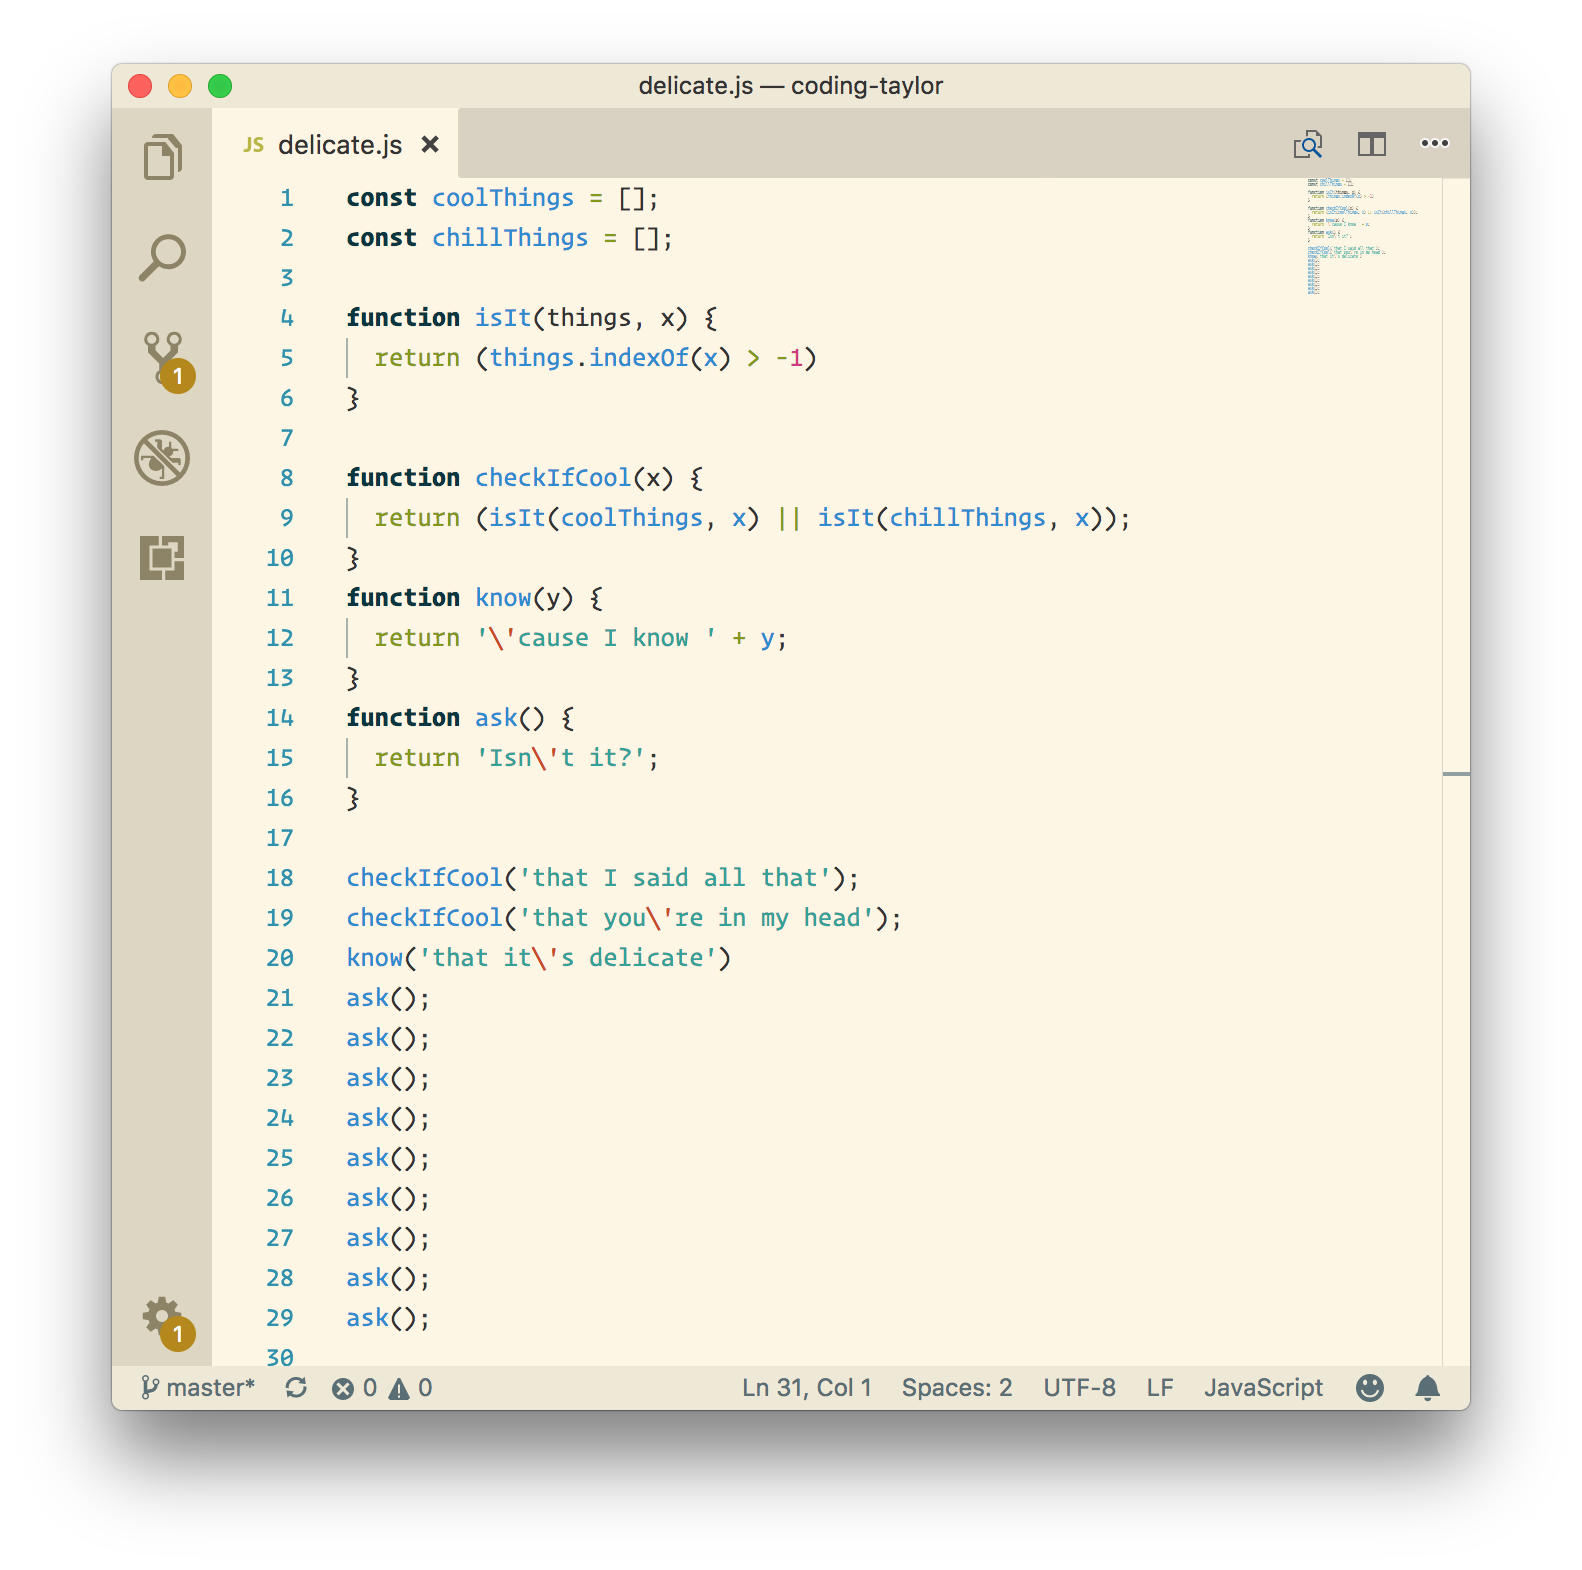 delicate.js — coding-taylor
JS delicate.js
1 const coolThings = [];
2 const chillThings = [];
3
4 function isIt(things, x) {
5 return (things.indexOf(x) > -1)
6 }
7
8 function checkIfCool(x) {
9 return (isIt(coolThings, x) || isIt(chillThings, x));
10 }
11 function know(y) {
12 return '\'cause I know ' + y;
13 }
14 function ask() {
15 return 'Isn\'t it?';
16 }
17
18 checkIfCool('that I said all that');
19 checkIfCool('that you\'re in my head');
20 know('that it\'s delicate')
21 ask();
22 ask();
23 ask();
24 ask();
25 ask();
26 ask();
27 ask();
28 ask();
29 ask();
30
1
1
master* 0 0 Ln 31, Col 1 Spaces: 2 UTF-8 LF JavaScript